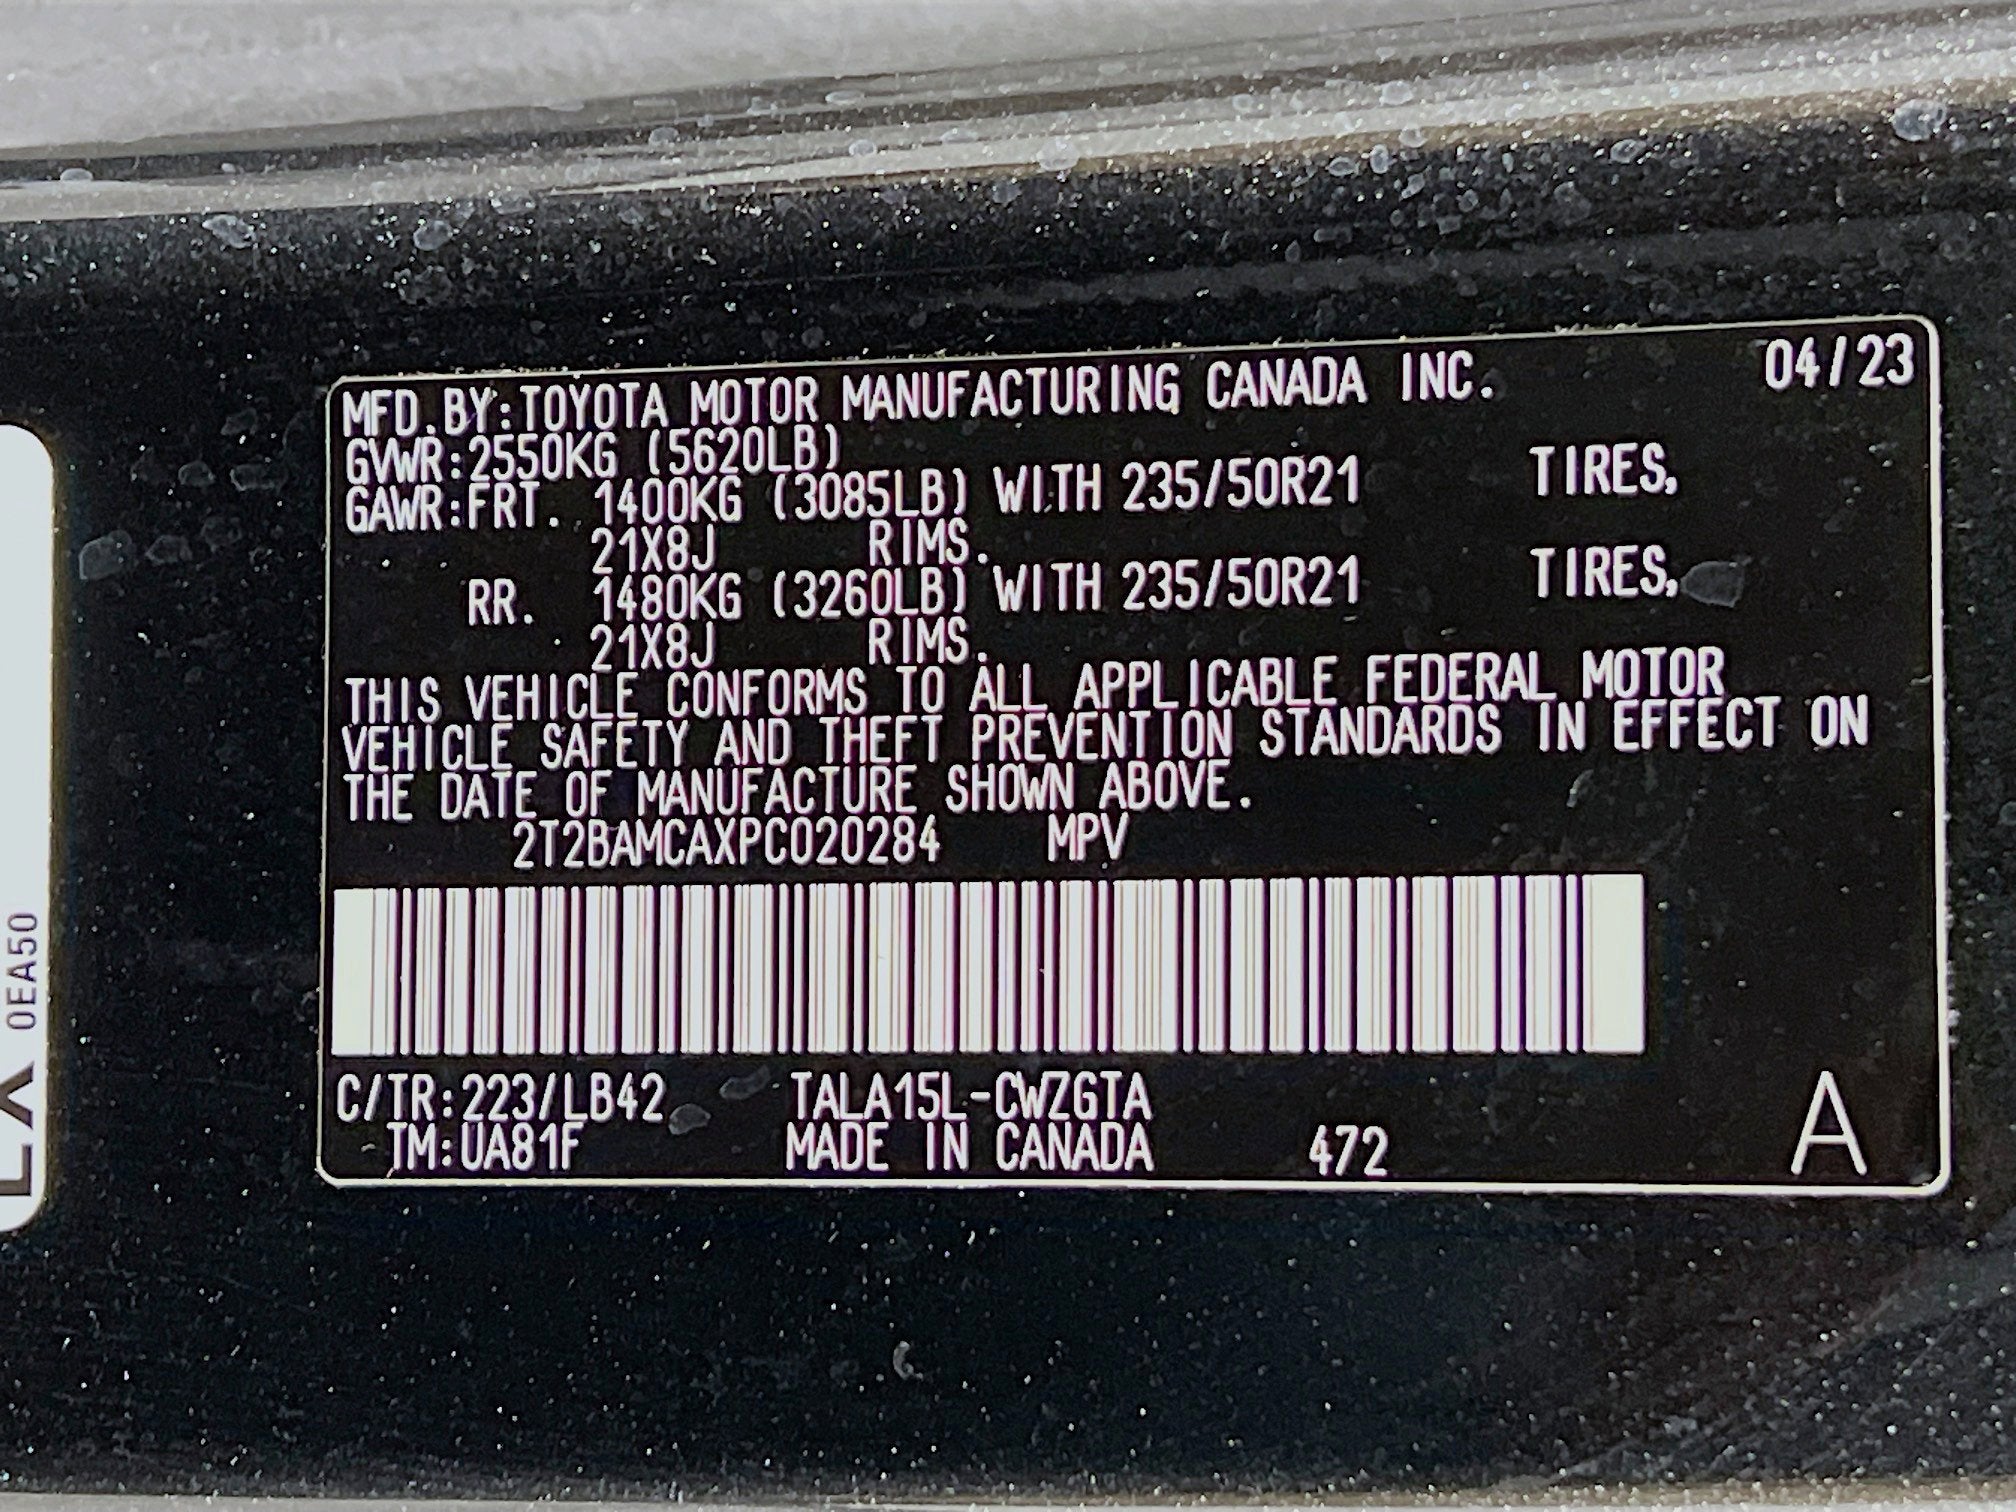 MFD.BY:TOYOTA MOTOR MANUFACTURING CANADA INC. 04/23
GVWR:2550KG (5620LB)
GAWR:FRT. 1400KG (3085LB) WITH 235/50R21 TIRES,
21X8J RIMS.
RR. 1480KG (3260LB) WITH 235/50R21 TIRES,
21X8J RIMS.
THIS VEHICLE CONFORMS TO ALL APPLICABLE FEDERAL MOTOR
VEHICLE SAFETY AND THEFT PREVENTION STANDARDS IN EFFECT ON
THE DATE OF MANUFACTURE SHOWN ABOVE.
2T2BAMCAXPC020284 MPV
C/TR:223/LB42 TALA15L-CWZGTA
TM:UA81F MADE IN CANADA 472 A
0EA50